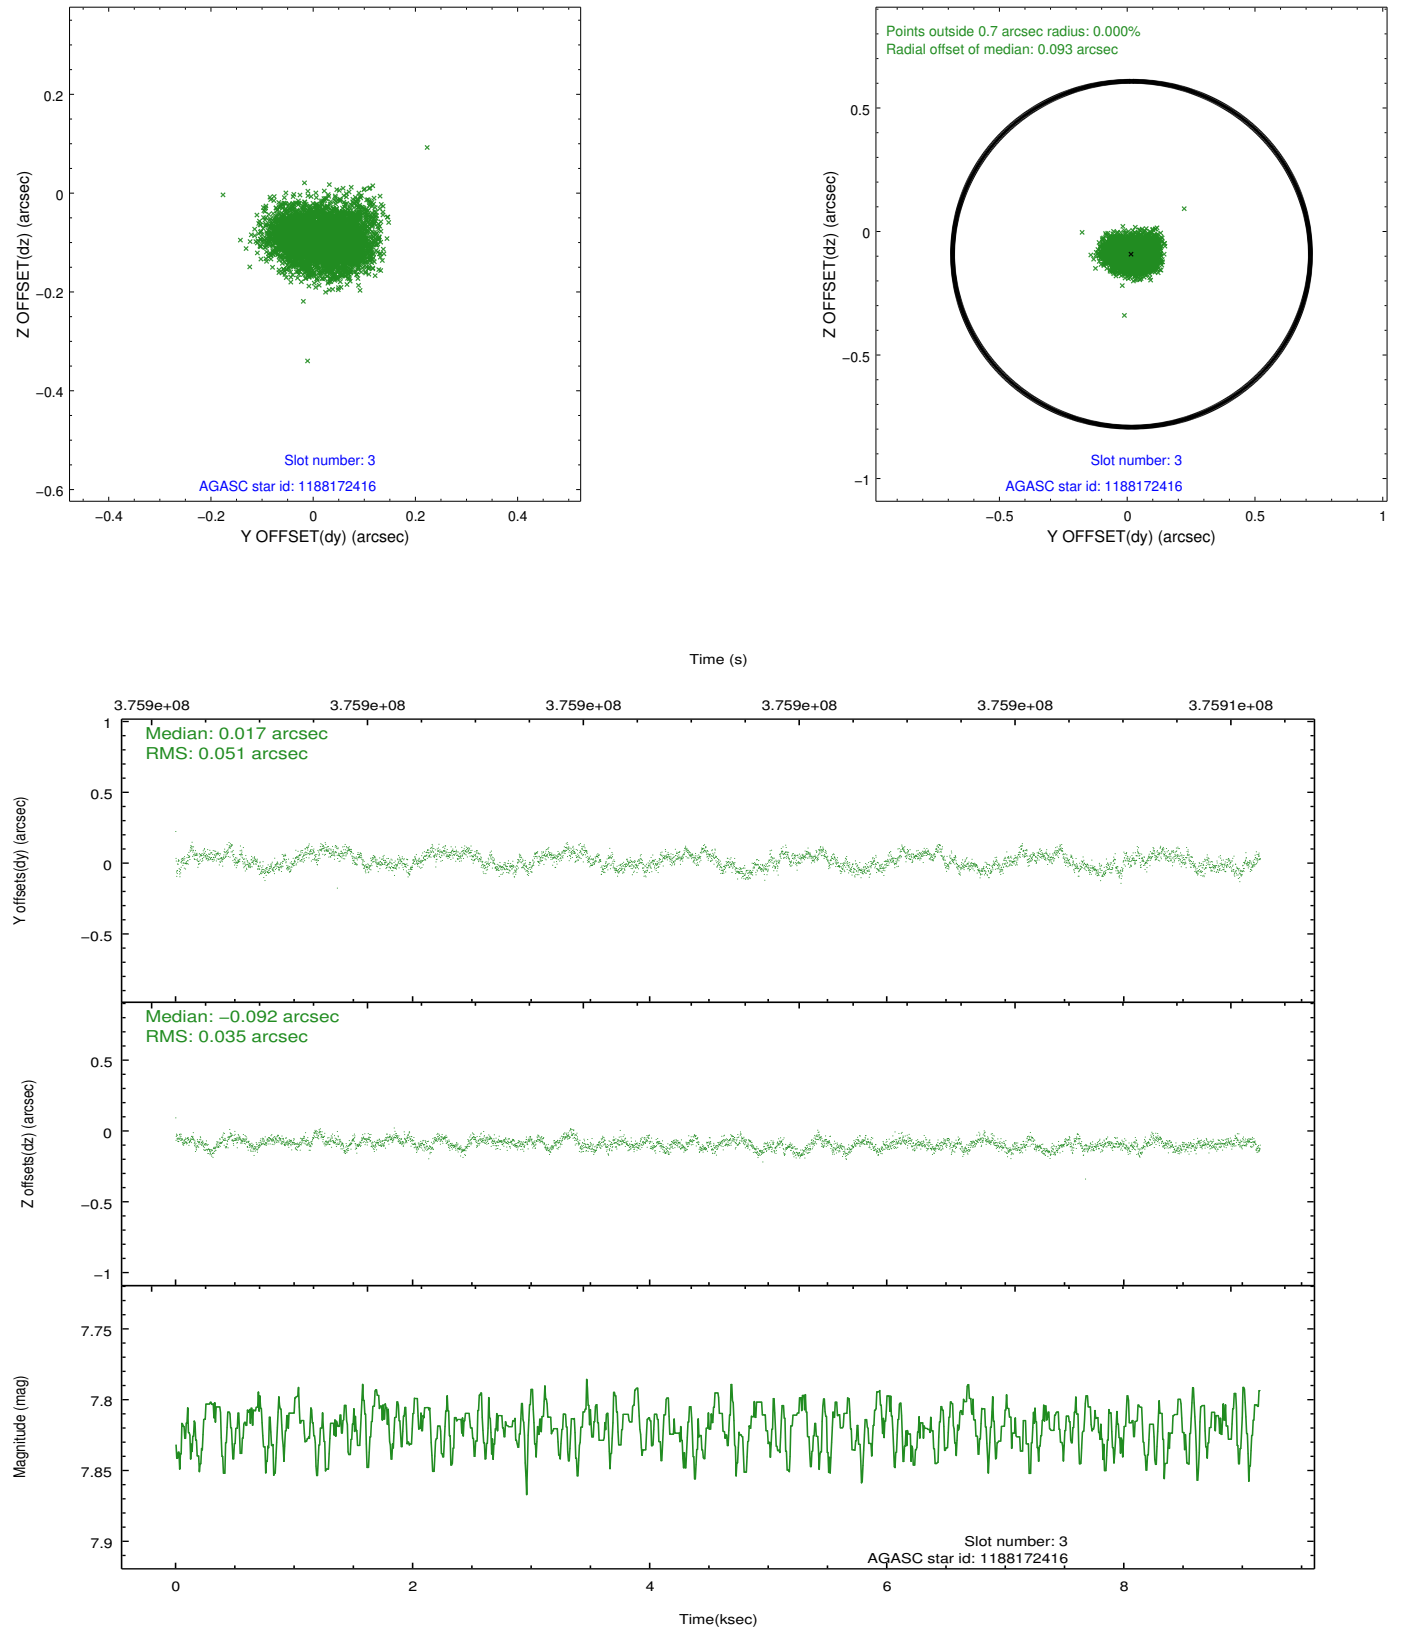 0.2
0
−0.2
−0.4
−0.6
Z OFFSET(dz) (arcsec)
Slot number: 3
AGASC star id: 1188172416
−0.4 −0.2 0 0.2 0.4
Y OFFSET(dy) (arcsec)
Points outside 0.7 arcsec radius: 0.000%
Radial offset of median: 0.093 arcsec
0.5
0
−0.5
−1
Z OFFSET(dz) (arcsec)
Slot number: 3
AGASC star id: 1188172416
−0.5 0 0.5 1
Y OFFSET(dy) (arcsec)
Time (s)
3.759e+08 3.759e+08 3.759e+08 3.759e+08 3.759e+08 3.7591e+08
Median: 0.017 arcsec
RMS: 0.051 arcsec
1
0.5
0
−0.5
Y offsets(dy) (arcsec)
Median: −0.092 arcsec
RMS: 0.035 arcsec
0.5
0
−0.5
−1
Z offsets(dz) (arcsec)
7.75
7.8
7.85
7.9
Magnitude (mag)
Slot number: 3
AGASC star id: 1188172416
0 2 4 6 8
Time(ksec)